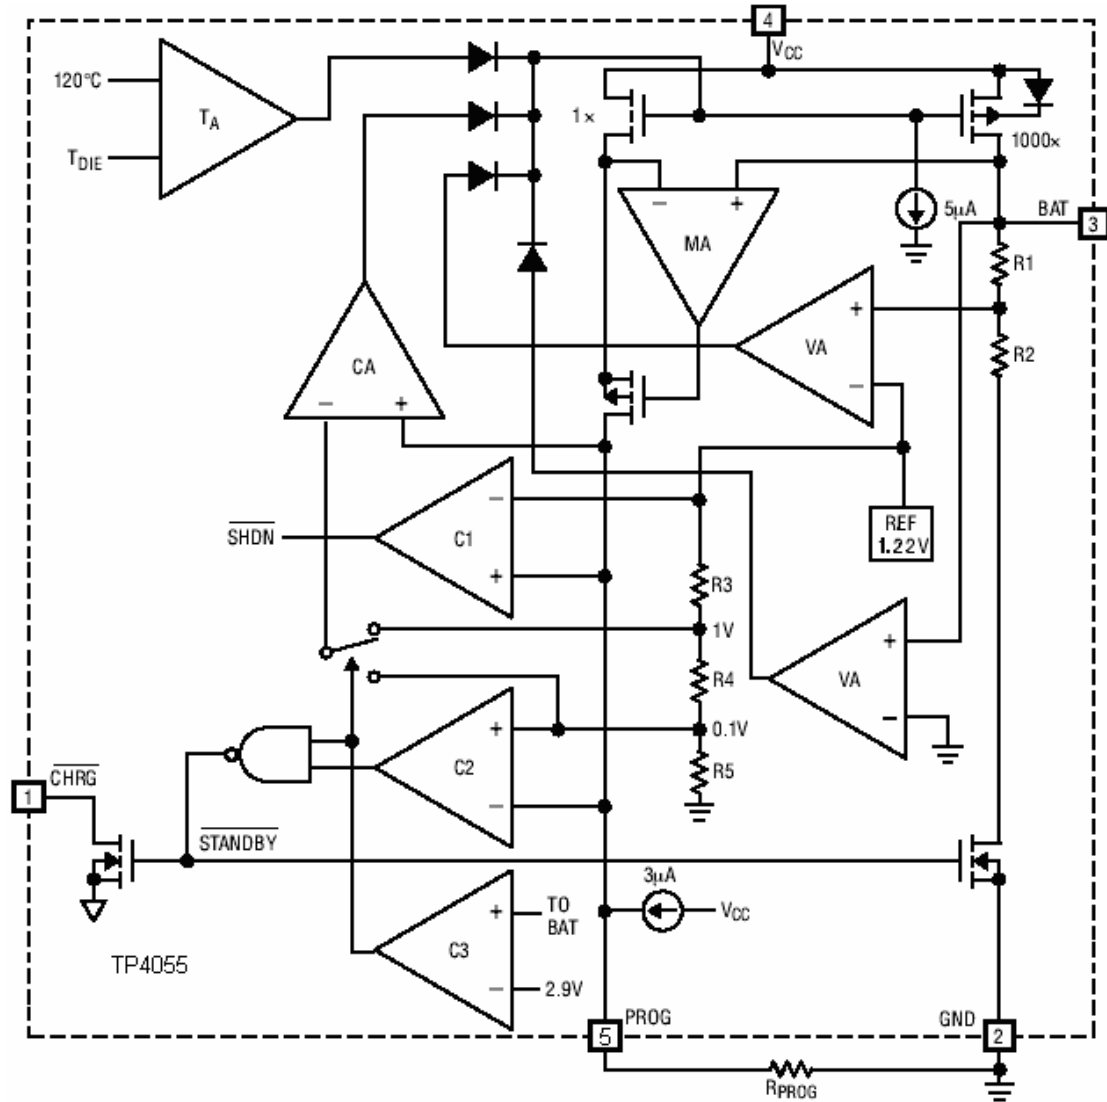 4
VCC
120°C
TA
TDIE
1×
1000×
5µA
BAT
3
− +
MA
R1
+
VA
−
R2
CA
− +
SHDN
−
C1
+
REF
1.22V
R3
1V
+
VA
−
R4
+
0.1V
C2
R5
−
CHRG
1
STANDBY
3µA
VCC
+
TO
BAT
C3
−
2.9V
TP4055
PROG
5
GND
2
RPROG